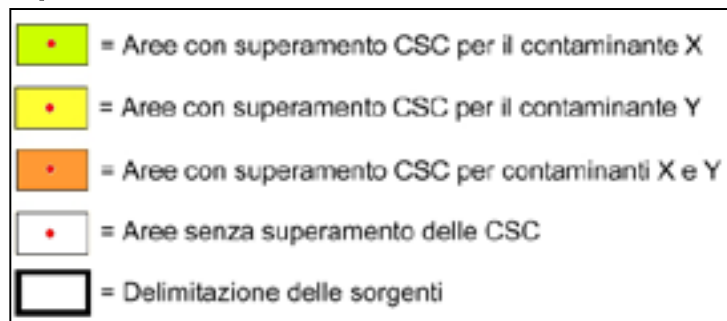 = Aree con superamento CSC per il contaminante X
= Aree con superamento CSC per il contaminante Y
= Aree con superamento CSC per contaminanti X e Y
= Aree senza superamento delle CSC
= Delimitazione delle sorgenti